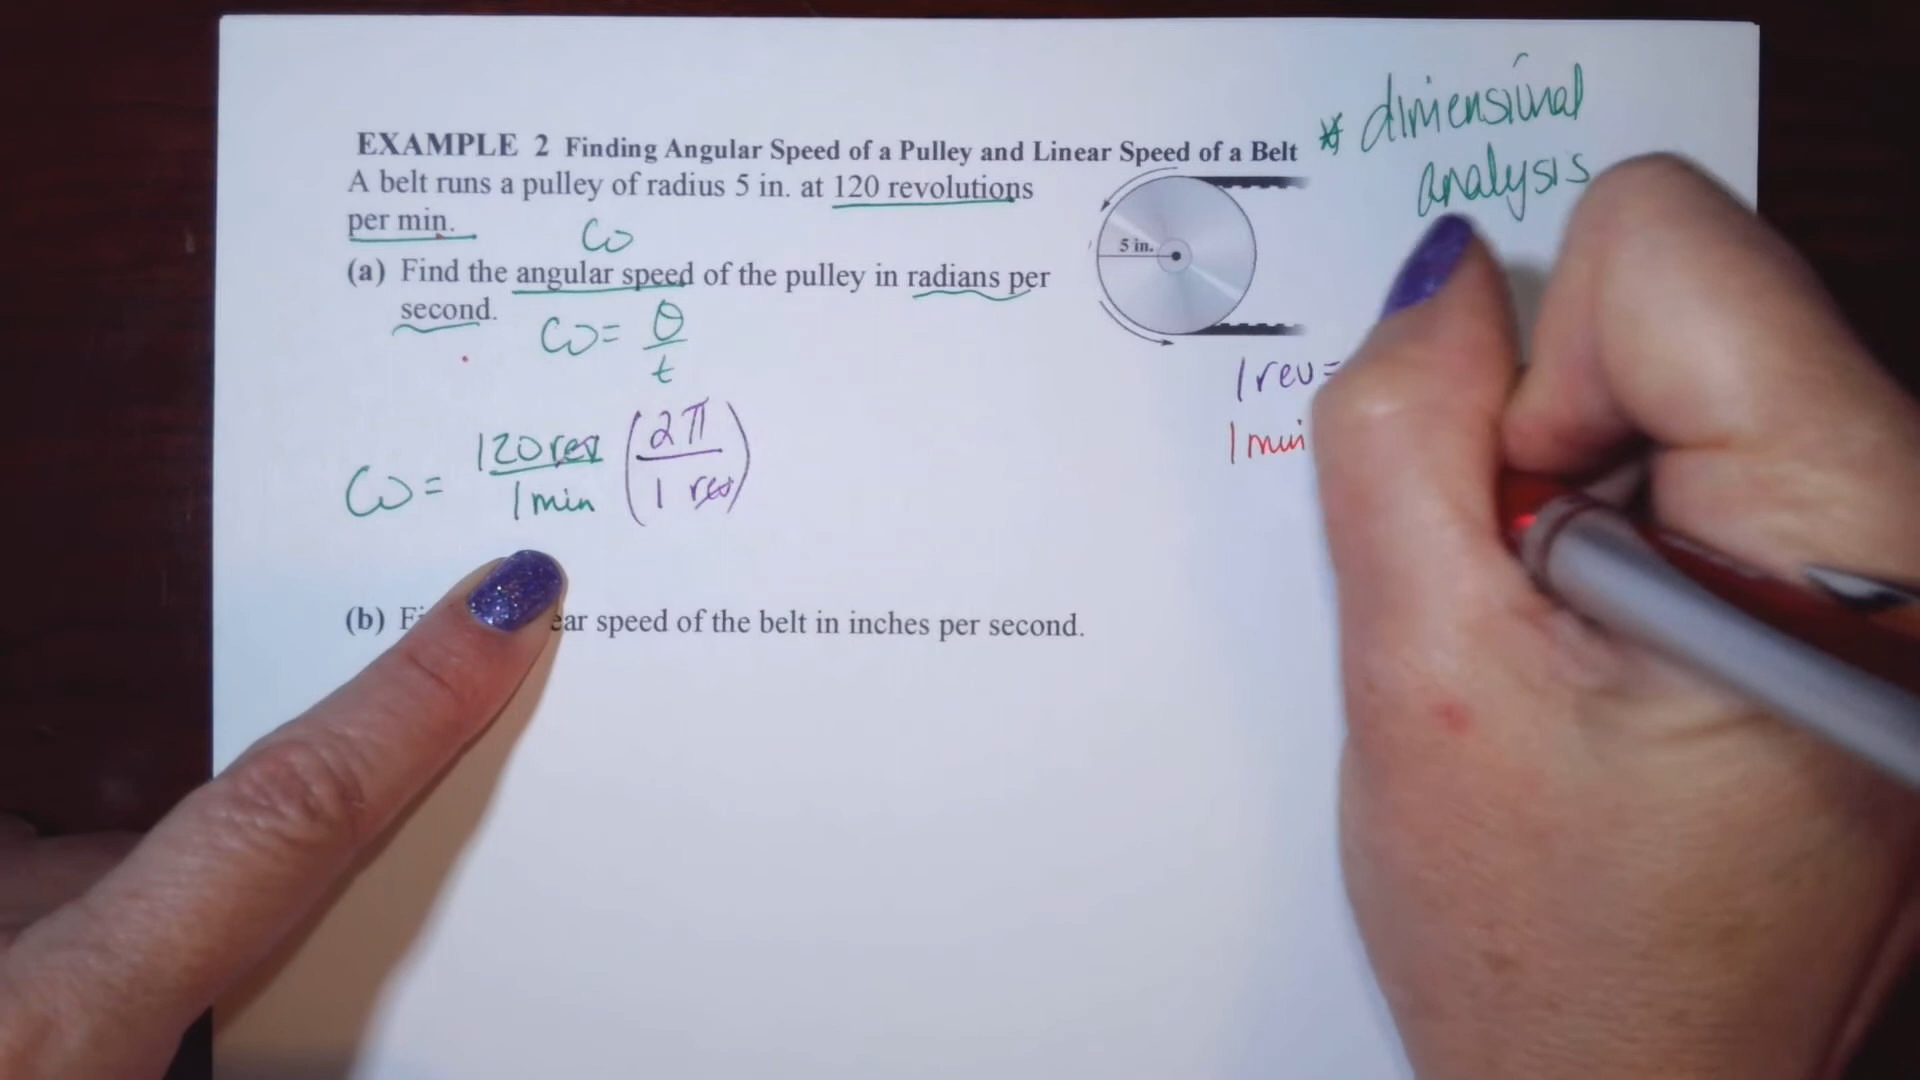 * dimensional
analysis
EXAMPLE 2 Finding Angular Speed of a Pulley and Linear Speed of a Belt
A belt runs a pulley of radius 5 in. at 120 revolutions
per min.
ω
5 in.
(a) Find the angular speed of the pulley in radians per
second.
ω = θ/t
1 rev =
1 min
ω = 120 rev/1 min (2π/1 rev)
(b) speed of the belt in inches per second.